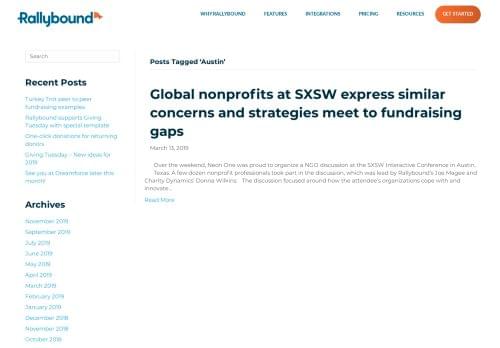 Rallybound
WHY RALLYBOUND
FEATURES
INTEGRATIONS
PRICING
RESOURCES
GET STARTED
Search
Recent Posts
Turkey Trot peer to peer
fundraising examples
Rallybound supports Giving
Tuesday with special template
One-click donations for returning
donors
Giving Tuesday – New ideas for
2019
See you at Dreamforce later this
month!
Archives
November 2019
September 2019
July 2019
June 2019
May 2019
April 2019
March 2019
February 2019
January 2019
December 2018
November 2018
October 2018
Posts Tagged ‘Austin’
Global nonprofits at SXSW express similar
concerns and strategies meet to fundraising
gaps
March 13, 2019
Over the weekend, Neon One was proud to organize a NGO discussion at the SXSW Interactive Conference in Austin,
Texas. A few dozen nonprofit professionals took part in the discussion, which was lead by Rallybound's Joe Magee and
Charity Dynamics' Donna Wilkins. The discussion focused around how the attendee's organizations cope with and
innovate...
Read More